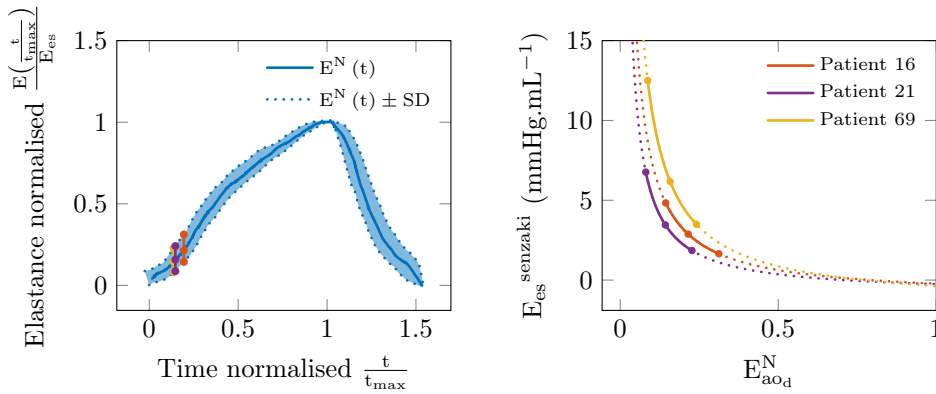 Elastance normalised E(t/t_max)/E_es
1.5
1
0.5
0
0 0.5 1 1.5
Time normalised t/t_max
E^N (t)
E^N (t) ± SD
E_es^senzaki (mmHg.mL^−1)
15
10
5
0
0 0.5 1
E^N_ao_d
Patient 16
Patient 21
Patient 69